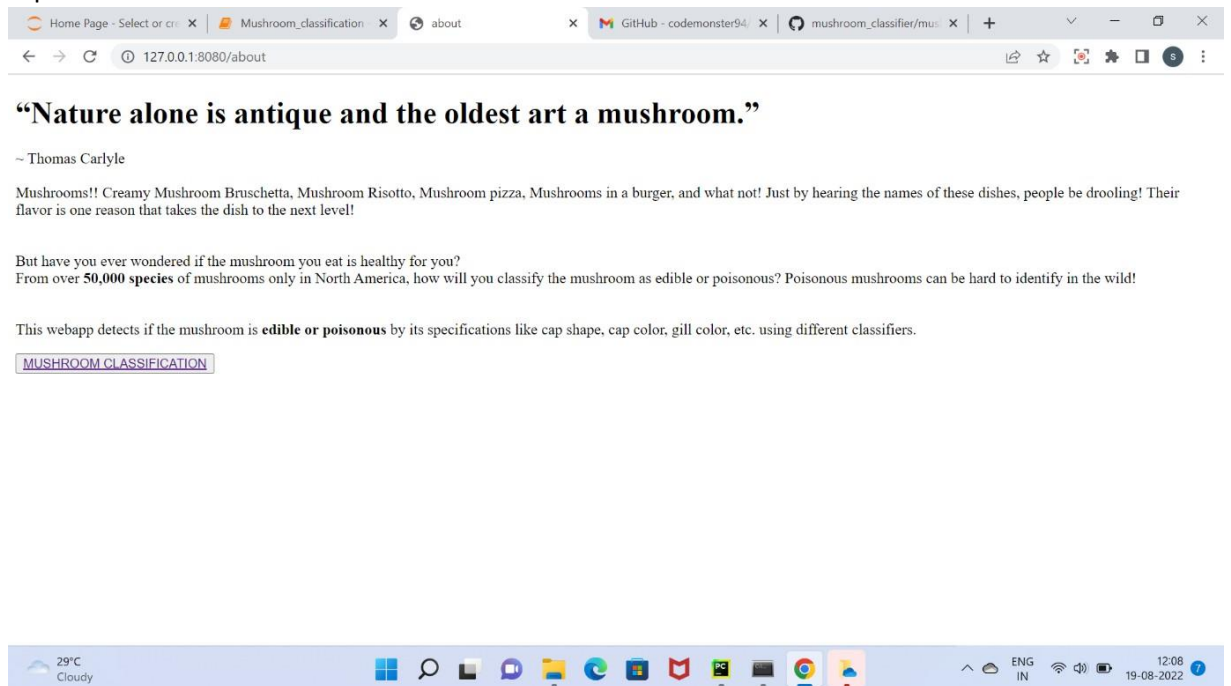 Home Page - Select or cre
Mushroom_classification
about
GitHub - codemonster94/
mushroom_classifier/mus
127.0.0.1:8080/about
S
“Nature alone is antique and the oldest art a mushroom.”
~ Thomas Carlyle
Mushrooms!! Creamy Mushroom Bruschetta, Mushroom Risotto, Mushroom pizza, Mushrooms in a burger, and what not! Just by hearing the names of these dishes, people be drooling! Their
flavor is one reason that takes the dish to the next level!
But have you ever wondered if the mushroom you eat is healthy for you?
From over 50,000 species of mushrooms only in North America, how will you classify the mushroom as edible or poisonous? Poisonous mushrooms can be hard to identify in the wild!
This webapp detects if the mushroom is edible or poisonous by its specifications like cap shape, cap color, gill color, etc. using different classifiers.
MUSHROOM CLASSIFICATION
29°C
Cloudy
PC
ENG
IN
12:08
19-08-2022
7